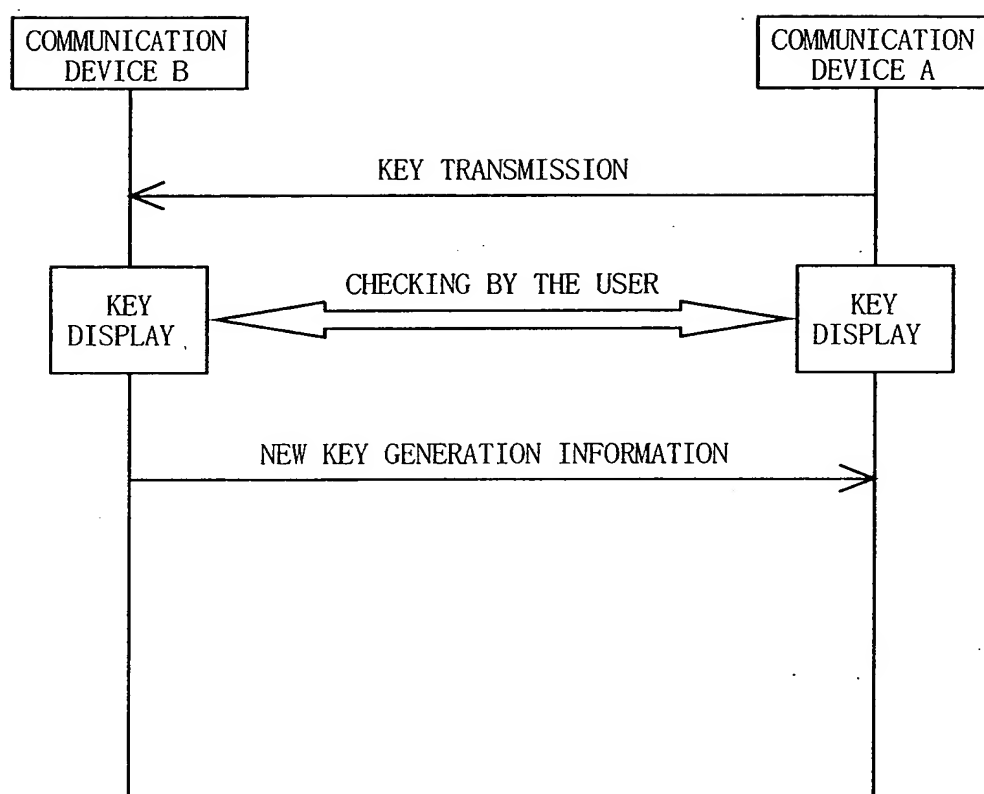 COMMUNICATION
DEVICE B
COMMUNICATION
DEVICE A
KEY TRANSMISSION
CHECKING BY THE USER
KEY
DISPLAY
KEY
DISPLAY
NEW KEY GENERATION INFORMATION